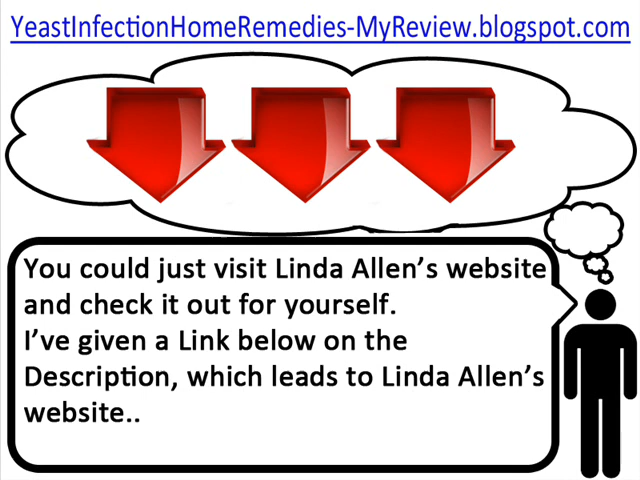 YeastInfectionHomeRemedies-MyReview.blogspot.com
You could just visit Linda Allen’s website
and check it out for yourself.
I’ve given a Link below on the
Description, which leads to Linda Allen’s
website..